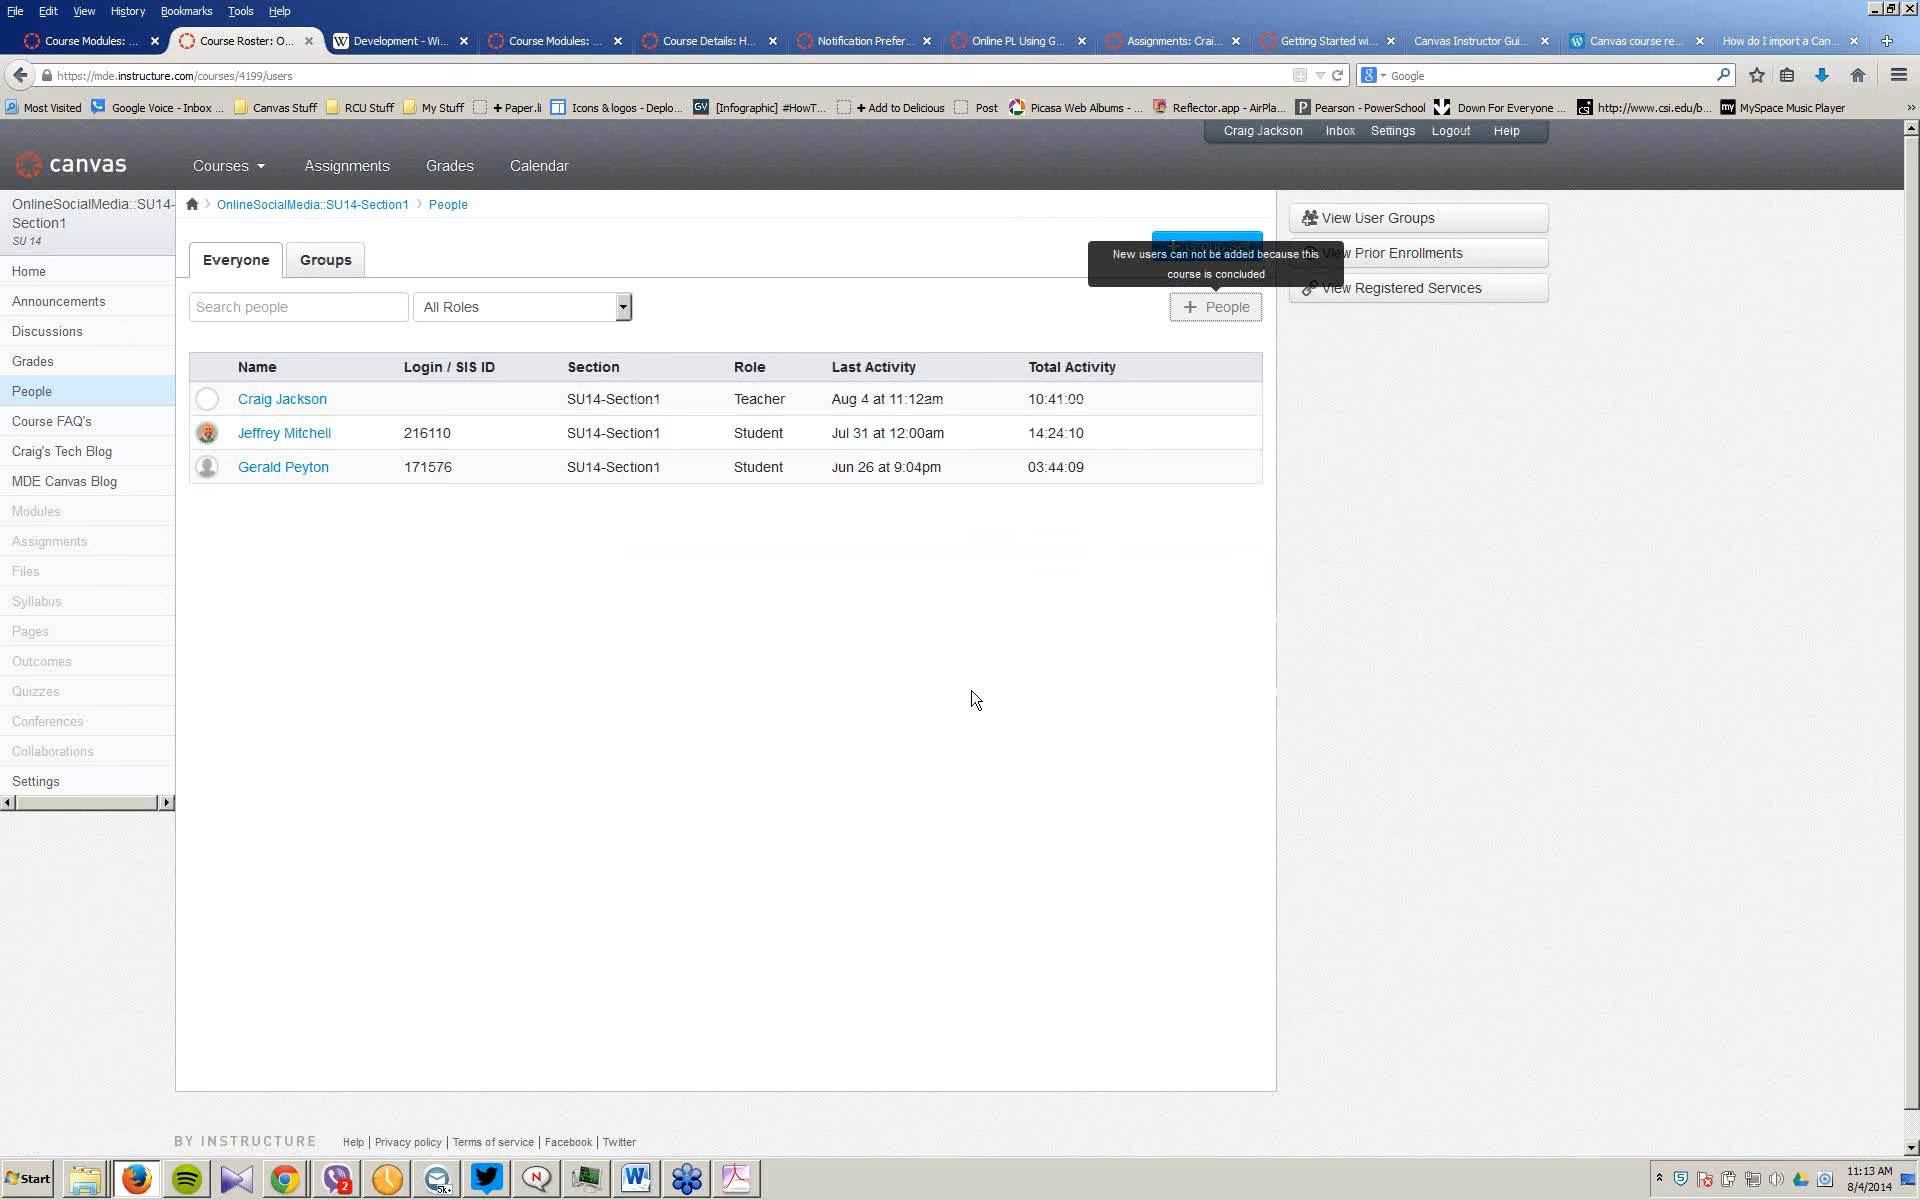 File Edit View History Bookmarks Tools Help
Course Modules: ... Course Roster: O... Development - Wi... Course Modules: ... Course Details: H... Notification Prefer... Online PL Using G... Assignments: Crai... Getting Started wi... Canvas Instructor Gui... Canvas course re... How do I import a Can...
https://mde.instructure.com/courses/4199/users
Google
Most Visited Google Voice - Inbox ... Canvas Stuff RCU Stuff My Stuff + Paper.li Icons & logos - Deplo... [Infographic] #HowT... + Add to Delicious Post Picasa Web Albums - ... Reflector.app - AirPla... Pearson - PowerSchool Down For Everyone ... http://www.csi.edu/b... MySpace Music Player
Craig Jackson Inbox Settings Logout Help
canvas
Courses Assignments Grades Calendar
OnlineSocialMedia::SU14-
Section1
SU 14
OnlineSocialMedia::SU14-Section1 People
Home
Announcements
Discussions
Grades
People
Course FAQ's
Craig's Tech Blog
MDE Canvas Blog
Modules
Assignments
Files
Syllabus
Pages
Outcomes
Quizzes
Conferences
Collaborations
Settings
Everyone Groups
New users can not be added because this
course is concluded
Search people All Roles + People
Name Login / SIS ID Section Role Last Activity Total Activity
Craig Jackson SU14-Section1 Teacher Aug 4 at 11:12am 10:41:00
Jeffrey Mitchell 216110 SU14-Section1 Student Jul 31 at 12:00am 14:24:10
Gerald Peyton 171576 SU14-Section1 Student Jun 26 at 9:04pm 03:44:09
View User Groups
View Prior Enrollments
View Registered Services
BY INSTRUCTURE Help | Privacy policy | Terms of service | Facebook | Twitter
Start
11:13 AM
8/4/2014